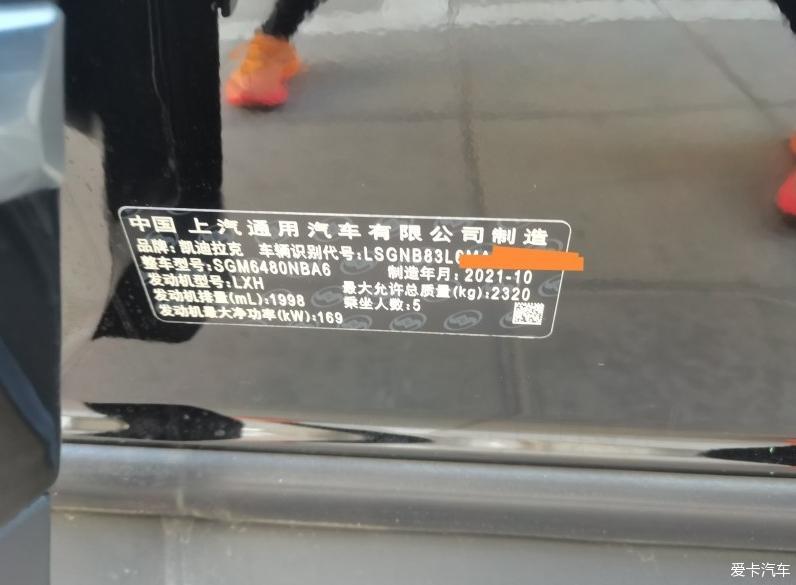 中国 上汽通用汽车有限公司制造
品牌:凯迪拉克 车辆识别代号:LSGNB83L
整车型号:SGM6480NBA6 制造年月:2021-10
发动机型号:LXH 最大允许总质量(kg):2320
发动机排量(mL):1998 乘坐人数:5
发动机最大净功率(kW):169
爱卡汽车